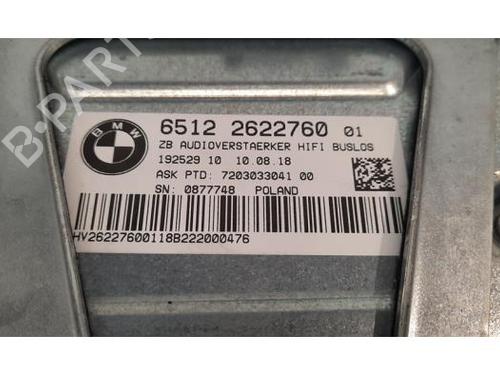 BMW
6512 2622760 01
ZB AUDIOVERSTAERKER HIFI BUSLOS
192529 10 10.08.18
ASK PTD: 7203033041 00
SN: 0877748 POLAND
HV26227600118B222000476
B-PARTS